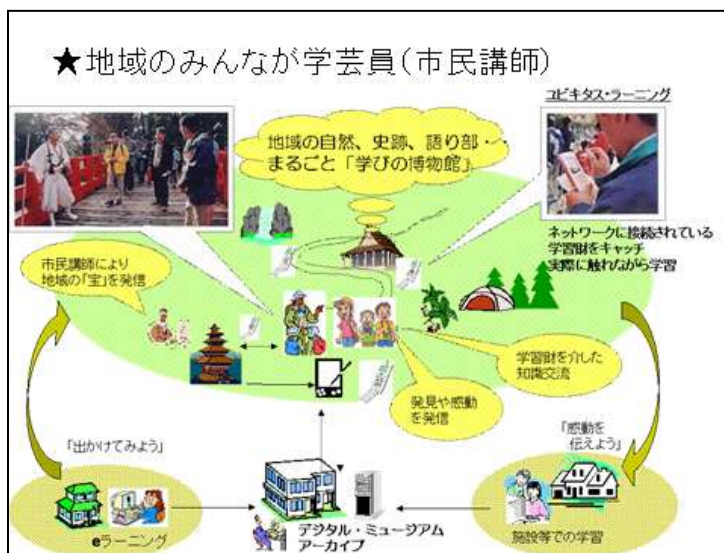 ★地域のみんなが学芸員(市民講師)
ユビキタス・ラーニング
地域の自然、史跡、語り部・
まるごと「学びの博物館」
ネットワークに接続されている
学習財をキャッチ
実際に触れながら学習
市民講師により
地域の「宝」を発信
学習財を介した
知識交流
発見や感動
を発信
「出かけてみよう」
「感動を
伝えよう」
eラーニング
デジタル・ミュージアム
アーカイブ
施設等での学習